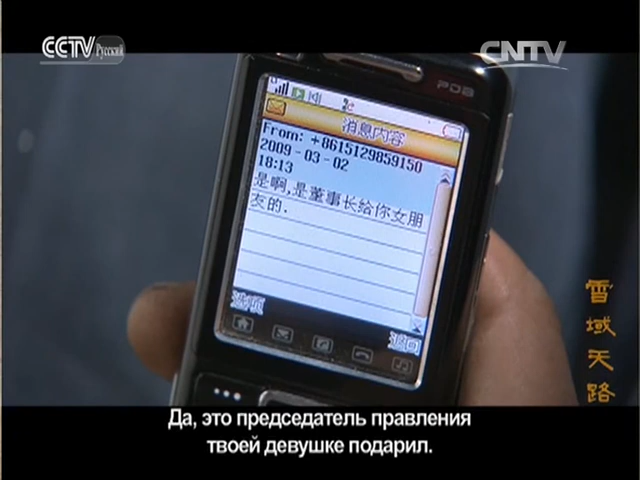 CCTV Русский
CNTV
PDA
消息内容
From: +8615129859150
2009-03-02
18:13
是啊,是董事长给你女朋
友的.
选项
返回
雪域天路
Да, это председатель правления
твоей девушке подарил.